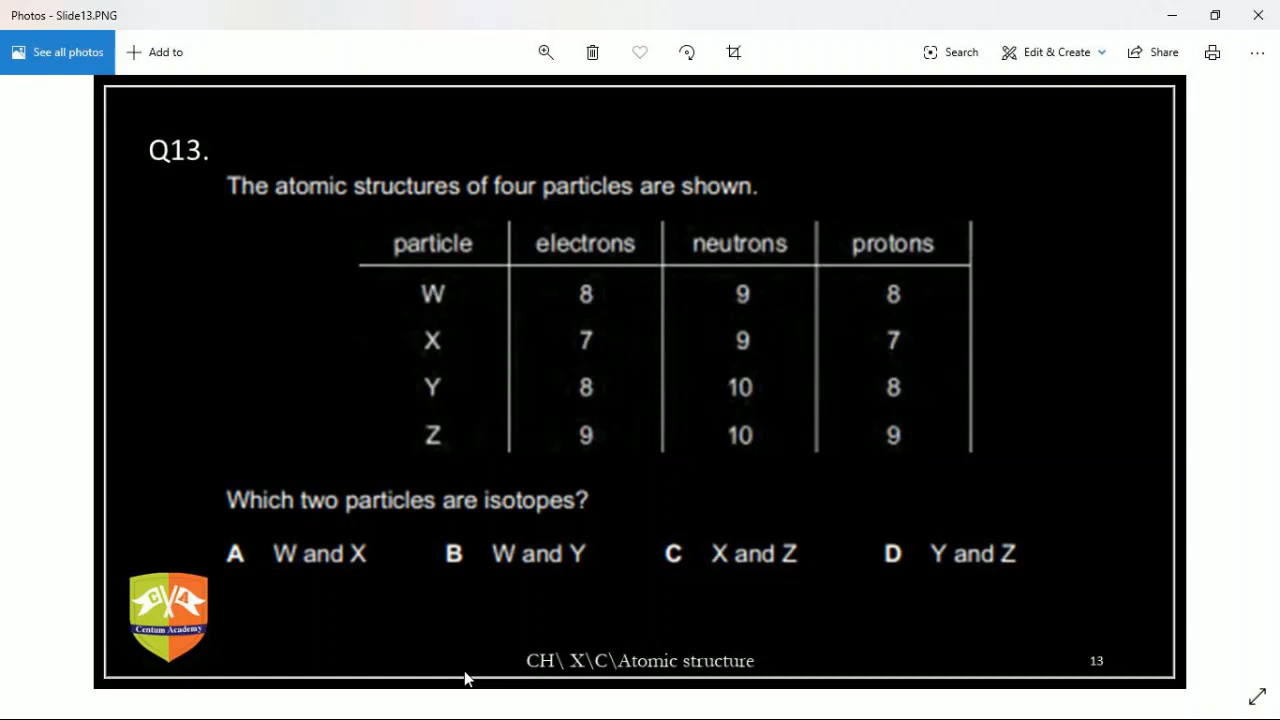 Photos - Slide13.PNG
See all photos
Add to
Search
Edit & Create
Share
Q13.
The atomic structures of four particles are shown.
particle electrons neutrons protons
W 8 9 8
X 7 9 7
Y 8 10 8
Z 9 10 9
Which two particles are isotopes?
A W and X B W and Y C X and Z D Y and Z
C A
Centum Academy
CH\ X\C\Atomic structure
13